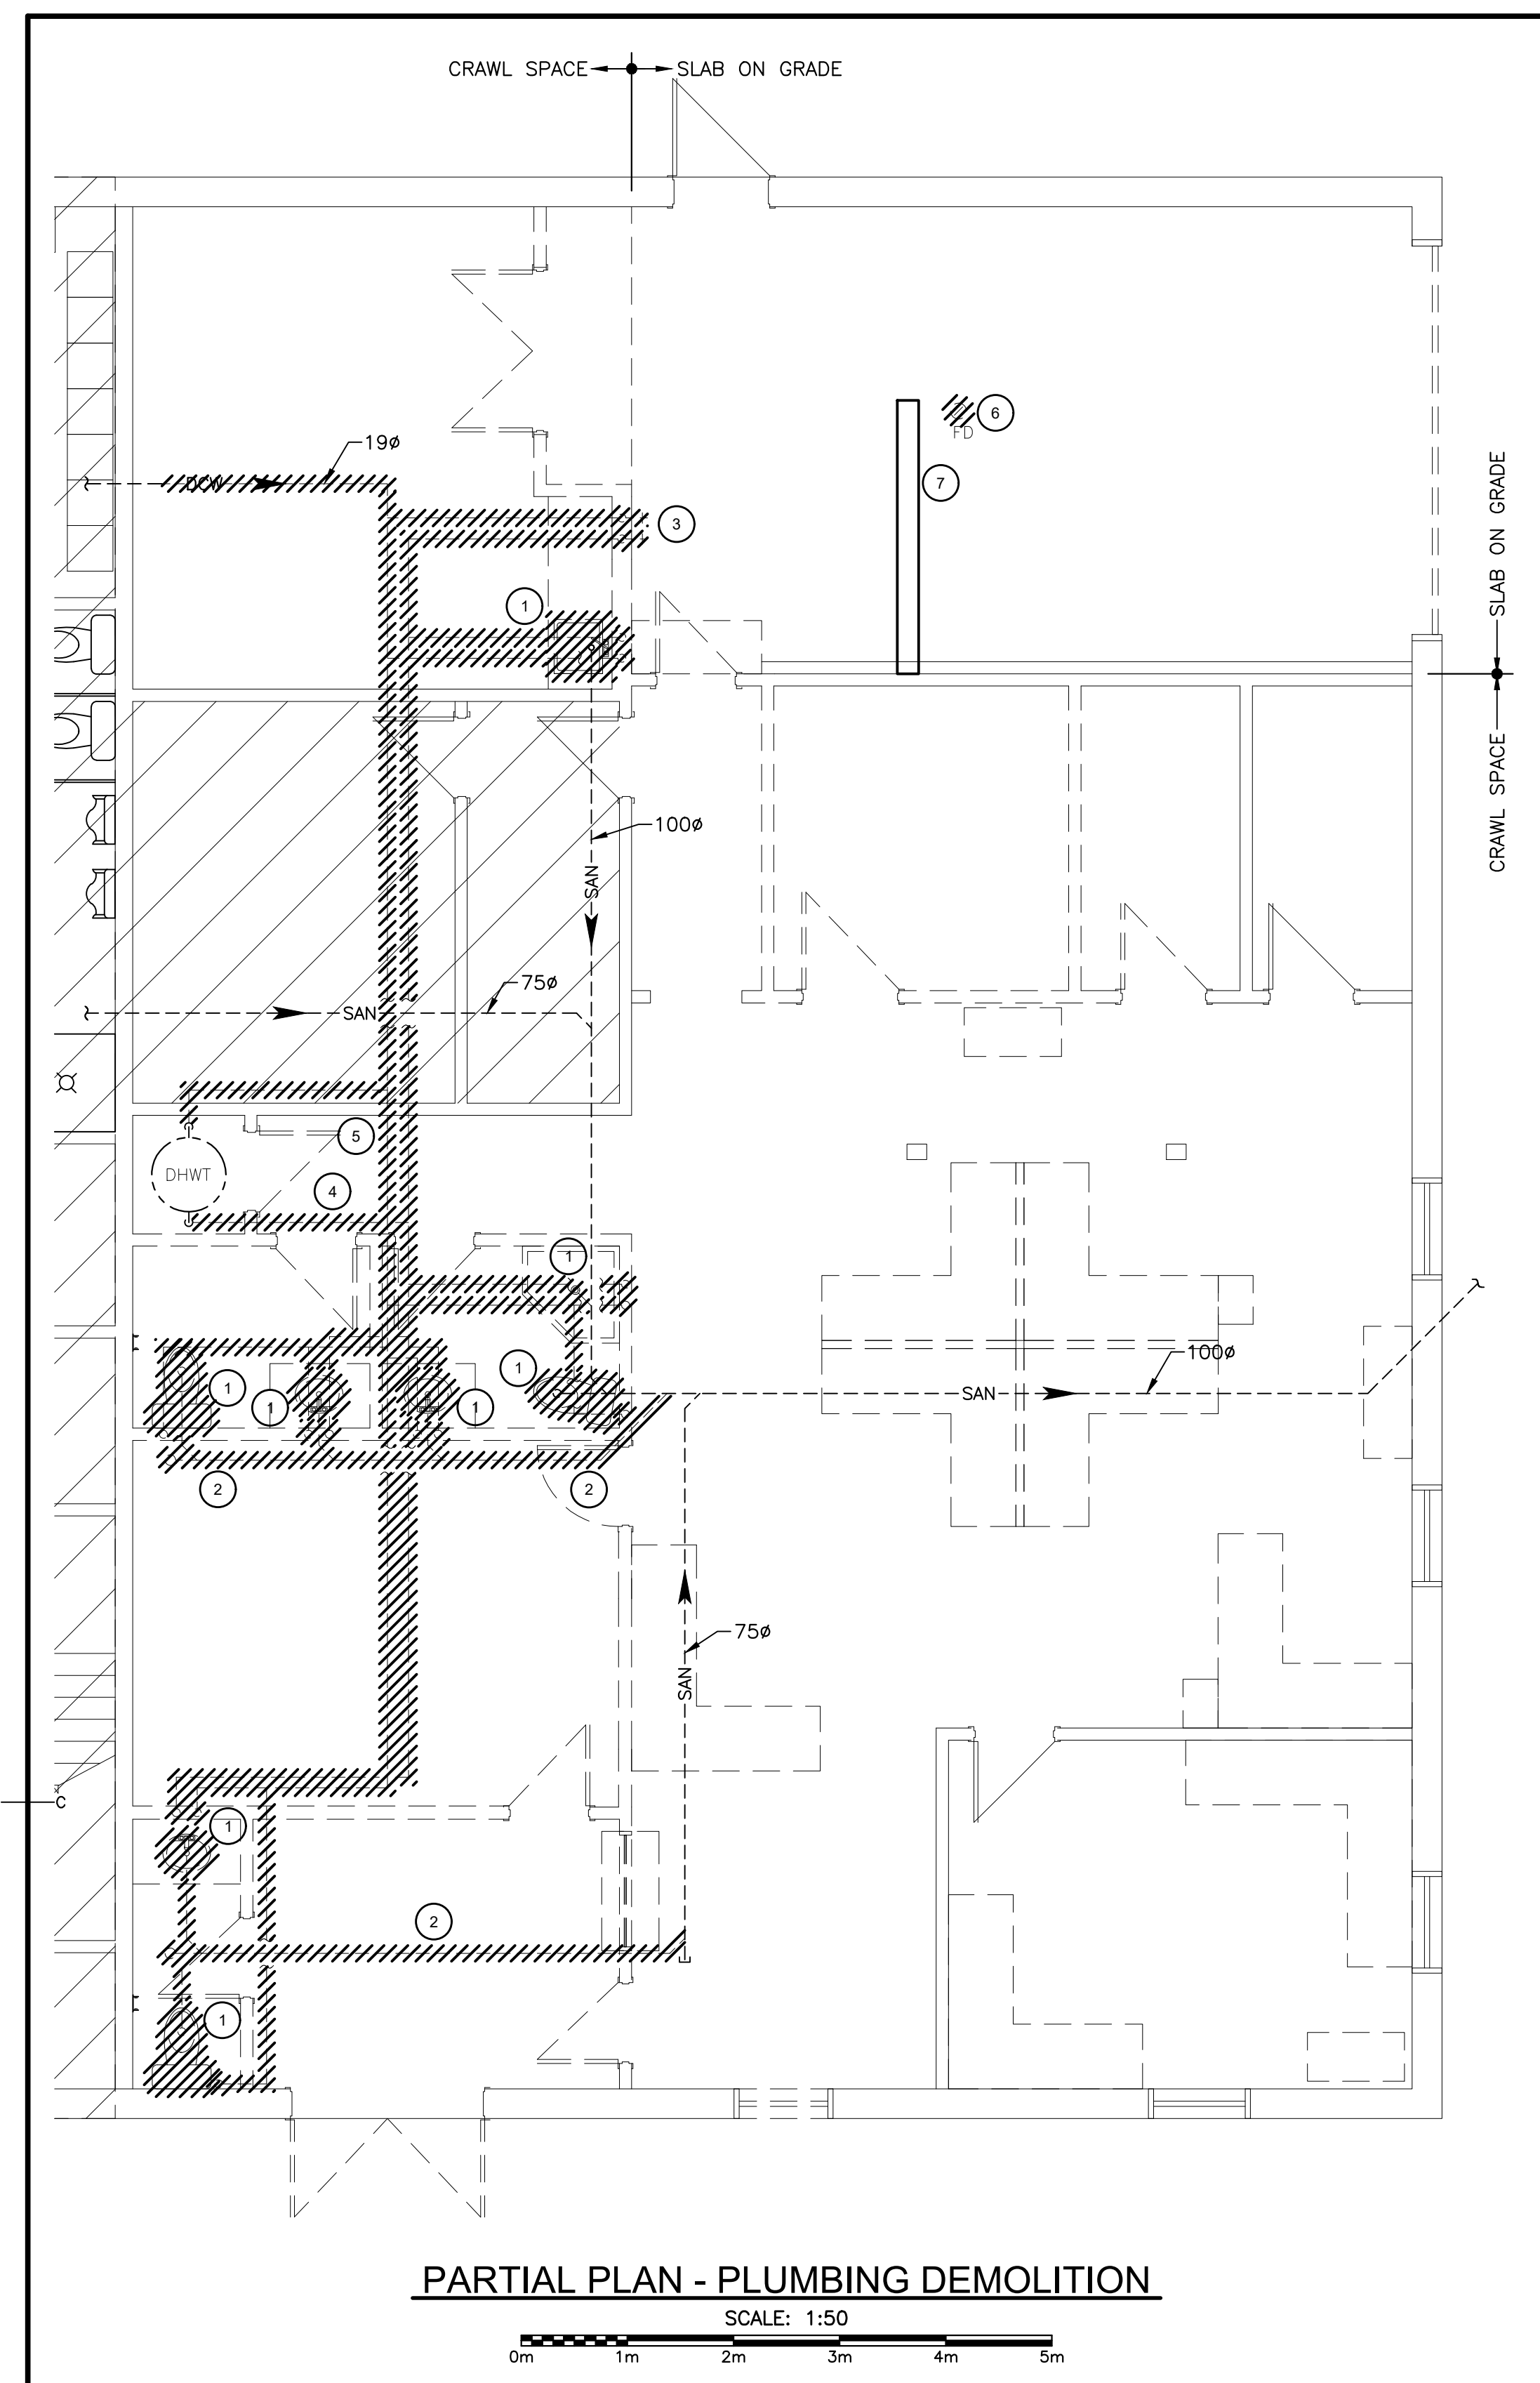 CRAWL SPACE SLAB ON GRADE
19ø
6
FD
DCW
7
SLAB ON GRADE
3
1
CRAWL SPACE
100ø
SAN
75ø
SAN
5
DHWT
4
1
100ø
1
1
1
1
SAN
2
2
75ø
SAN
C
1
2
1
PARTIAL PLAN - PLUMBING DEMOLITION
SCALE: 1:50
0m 1m 2m 3m 4m 5m